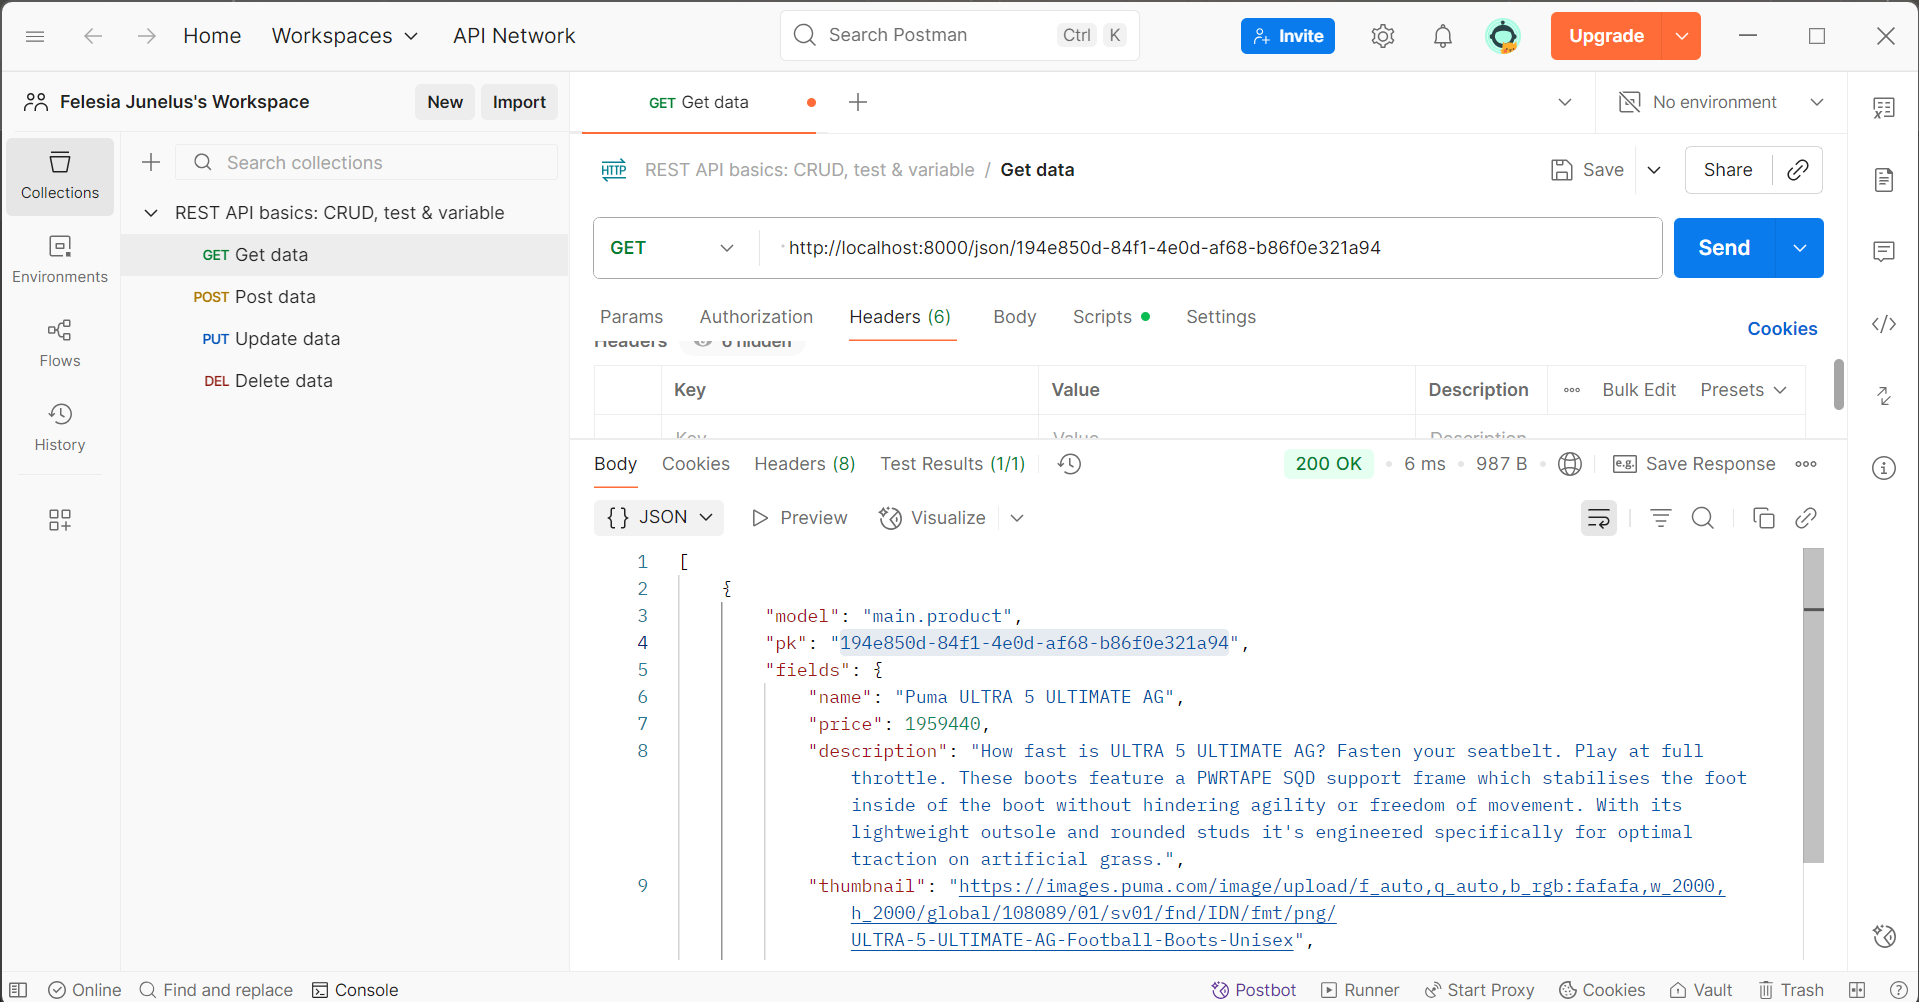 Home Workspaces API Network Search Postman Ctrl K Invite Upgrade
Felesia Junelus's Workspace New Import GET Get data No environment
Collections
Search collections
REST API basics: CRUD, test & variable
GET Get data
POST Post data
PUT Update data
DEL Delete data
Environments
Flows
History
HTTP REST API basics: CRUD, test & variable / Get data Save Share
GET http://localhost:8000/json/194e850d-84f1-4e0d-af68-b86f0e321a94 Send
Params Authorization Headers (6) Body Scripts Settings Cookies
Headers 6 hidden
Key Value Description Bulk Edit Presets
Key Value Description
Body Cookies Headers (8) Test Results (1/1) 200 OK 6 ms 987 B e.g. Save Response
{} JSON Preview Visualize
1 [
2 {
3 "model": "main.product",
4 "pk": "194e850d-84f1-4e0d-af68-b86f0e321a94",
5 "fields": {
6 "name": "Puma ULTRA 5 ULTIMATE AG",
7 "price": 1959440,
8 "description": "How fast is ULTRA 5 ULTIMATE AG? Fasten your seatbelt. Play at full
throttle. These boots feature a PWRTAPE SQD support frame which stabilises the foot
inside of the boot without hindering agility or freedom of movement. With its
lightweight outsole and rounded studs it's engineered specifically for optimal
traction on artificial grass.",
9 "thumbnail": "https://images.puma.com/image/upload/f_auto,q_auto,b_rgb:fafafa,w_2000,
h_2000/global/108089/01/sv01/fnd/IDN/fmt/png/
ULTRA-5-ULTIMATE-AG-Football-Boots-Unisex",
Online Find and replace Console Postbot Runner Start Proxy Cookies Vault Trash